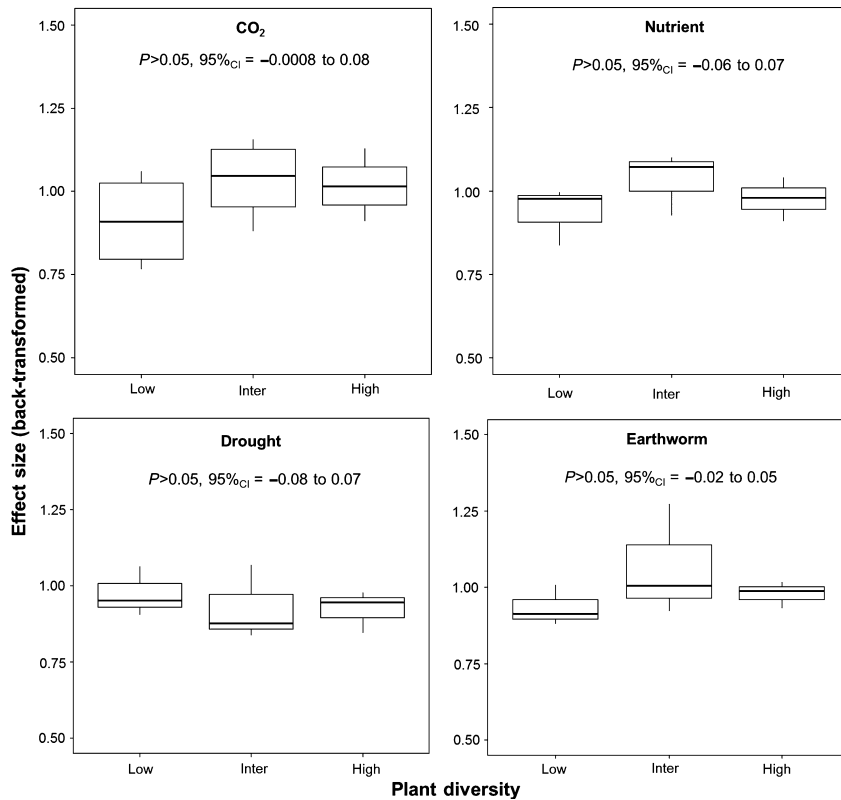 CO₂
P>0.05, 95%CI = −0.0008 to 0.08
1.50
1.25
1.00
0.75
0.50
Low Inter High
Nutrient
P>0.05, 95%CI = −0.06 to 0.07
1.50
1.25
1.00
0.75
0.50
Low Inter High
Drought
P>0.05, 95%CI = −0.08 to 0.07
1.50
1.25
1.00
0.75
0.50
Low Inter High
Earthworm
P>0.05, 95%CI = −0.02 to 0.05
1.50
1.25
1.00
0.75
0.50
Low Inter High
Effect size (back-transformed)
Plant diversity